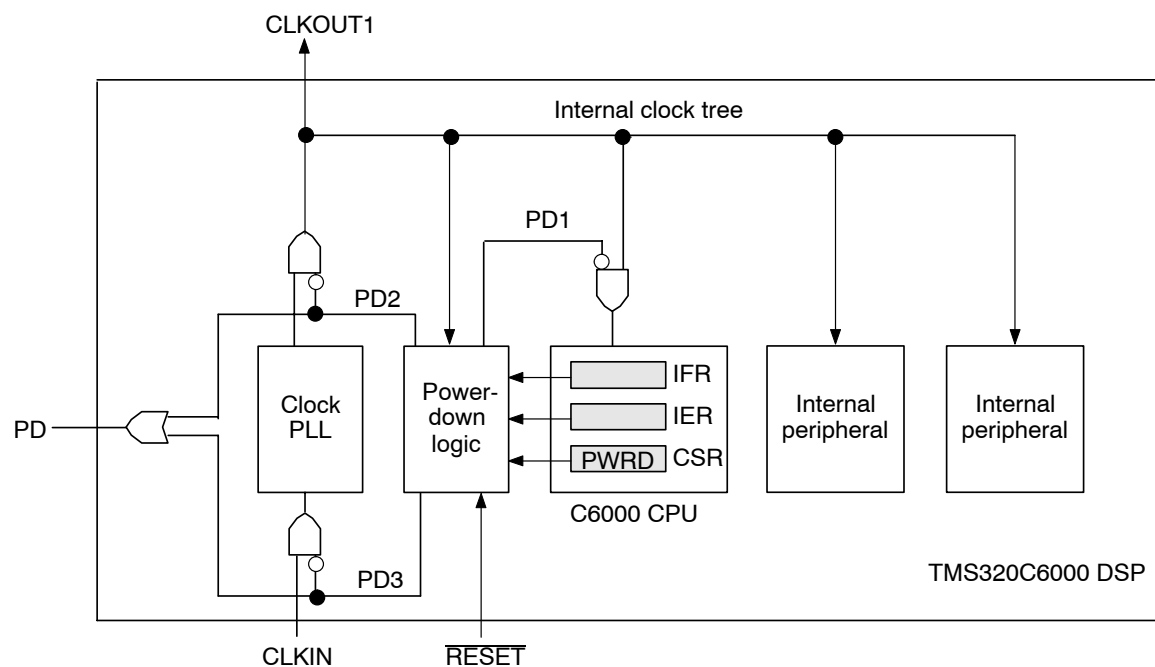 CLKOUT1
Internal clock tree
PD1
PD2
Clock
PLL
Power-
down
logic
IFR
IER
PWRD CSR
Internal
peripheral
Internal
peripheral
PD
C6000 CPU
PD3
TMS320C6000 DSP
CLKIN
RESET